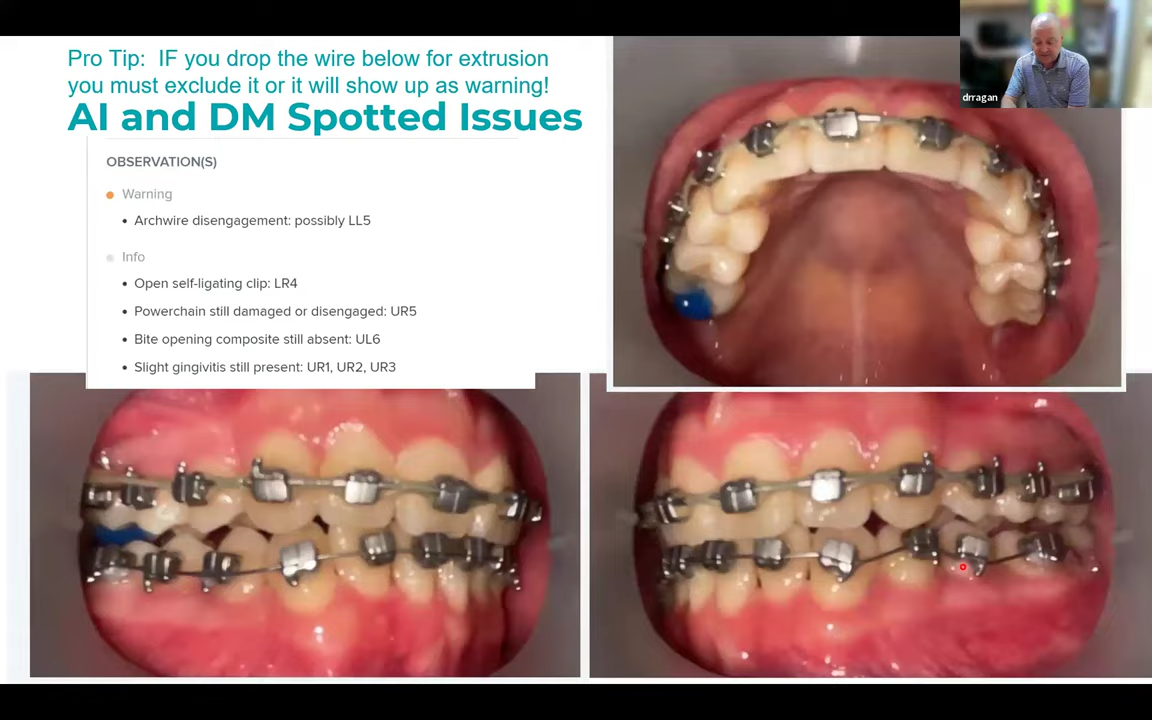 Pro Tip:  IF you drop the wire below for extrusion
you must exclude it or it will show up as warning!
AI and DM Spotted Issues
OBSERVATION(S)
Warning
• Archwire disengagement: possibly LL5
Info
• Open self-ligating clip: LR4
• Powerchain still damaged or disengaged: UR5
• Bite opening composite still absent: UL6
• Slight gingivitis still present: UR1, UR2, UR3
drragan